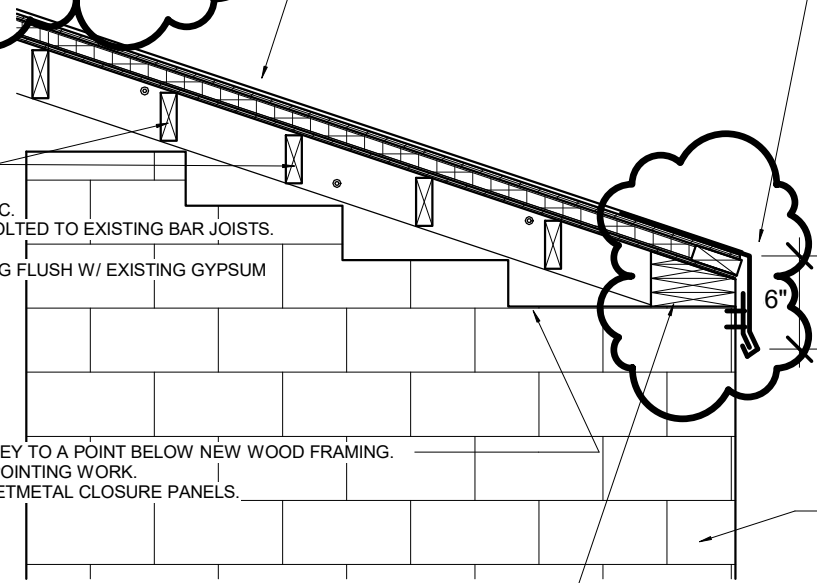 C.
OLTED TO EXISTING BAR JOISTS.
G FLUSH W/ EXISTING GYPSUM
6"
EY TO A POINT BELOW NEW WOOD FRAMING.
OINTING WORK.
ETMETAL CLOSURE PANELS.